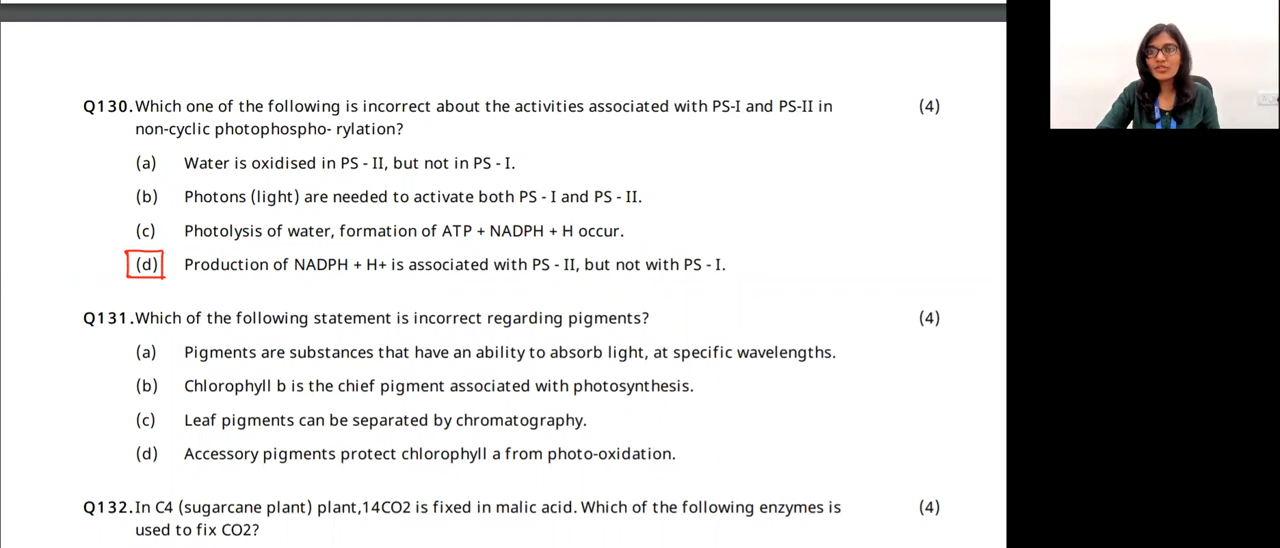 Q130. Which one of the following is incorrect about the activities associated with PS-I and PS-II in (4)
non-cyclic photophospho- rylation?
(a) Water is oxidised in PS - II, but not in PS - I.
(b) Photons (light) are needed to activate both PS - I and PS - II.
(c) Photolysis of water, formation of ATP + NADPH + H occur.
(d) Production of NADPH + H+ is associated with PS - II, but not with PS - I.
Q131. Which of the following statement is incorrect regarding pigments? (4)
(a) Pigments are substances that have an ability to absorb light, at specific wavelengths.
(b) Chlorophyll b is the chief pigment associated with photosynthesis.
(c) Leaf pigments can be separated by chromatography.
(d) Accessory pigments protect chlorophyll a from photo-oxidation.
Q132. In C4 (sugarcane plant) plant,14CO2 is fixed in malic acid. Which of the following enzymes is (4)
used to fix CO2?